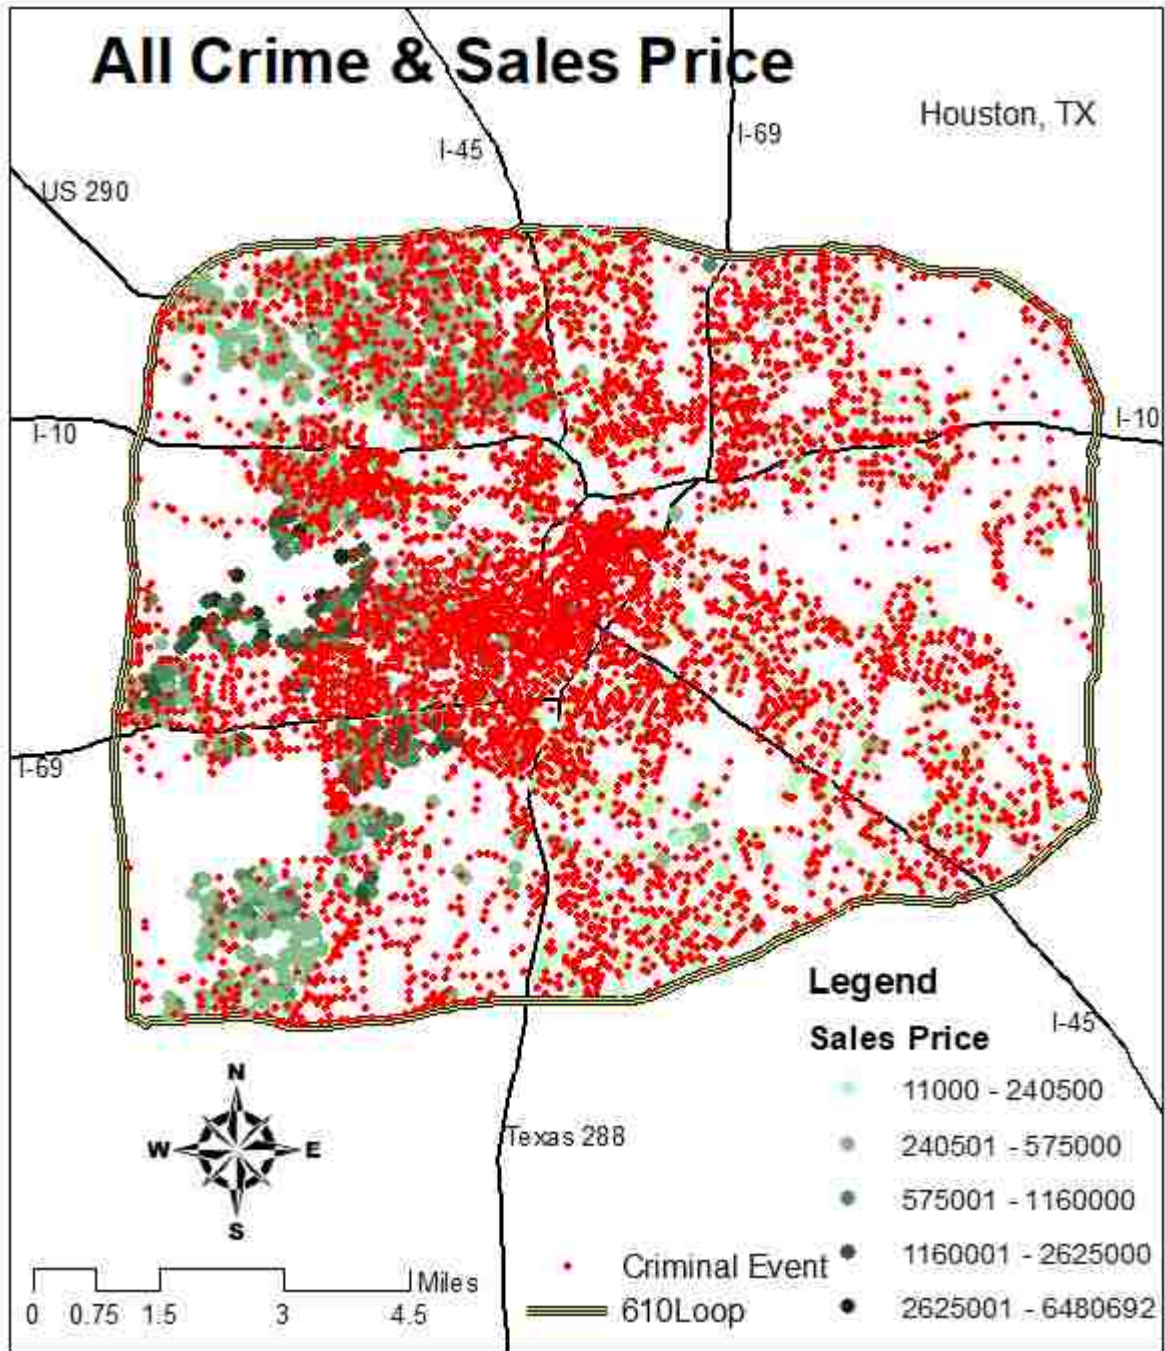 All Crime & Sales Price
Houston, TX
I-45
I-69
US 290
I-10
I-10
I-69
Legend
Sales Price
I-45
11000 - 240500
Texas 288
240501 - 575000
575001 - 1160000
1160001 - 2625000
2625001 - 6480692
N
W E
S
Criminal Event
610Loop
Miles
0 0.75 1.5 3 4.5